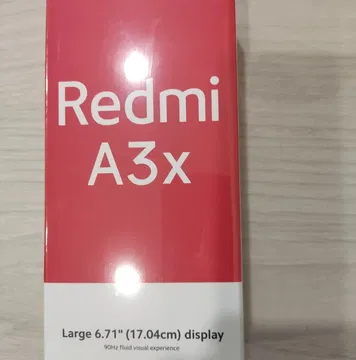 Redmi
A3x
Large 6.71" (17.04cm) display
90Hz fluid visual experience